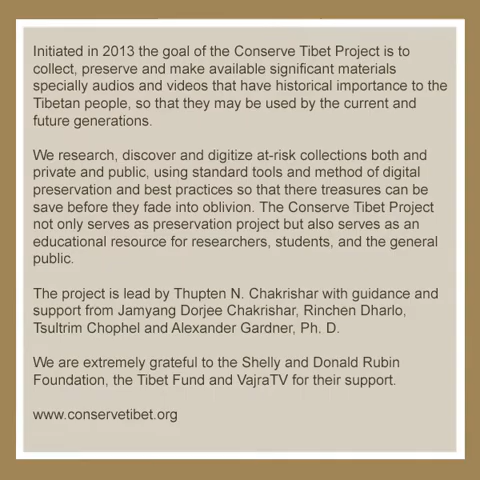 Initiated in 2013 the goal of the Conserve Tibet Project is to
collect, preserve and make available significant materials
specially audios and videos that have historical importance to the
Tibetan people, so that they may be used by the current and
future generations.
We research, discover and digitize at-risk collections both and
private and public, using standard tools and method of digital
preservation and best practices so that there treasures can be
save before they fade into oblivion. The Conserve Tibet Project
not only serves as preservation project but also serves as an
educational resource for researchers, students, and the general
public.
The project is lead by Thupten N. Chakrishar with guidance and
support from Jamyang Dorjee Chakrishar, Rinchen Dharlo,
Tsultrim Chophel and Alexander Gardner, Ph. D.
We are extremely grateful to the Shelly and Donald Rubin
Foundation, the Tibet Fund and VajraTV for their support.
www.conservetibet.org